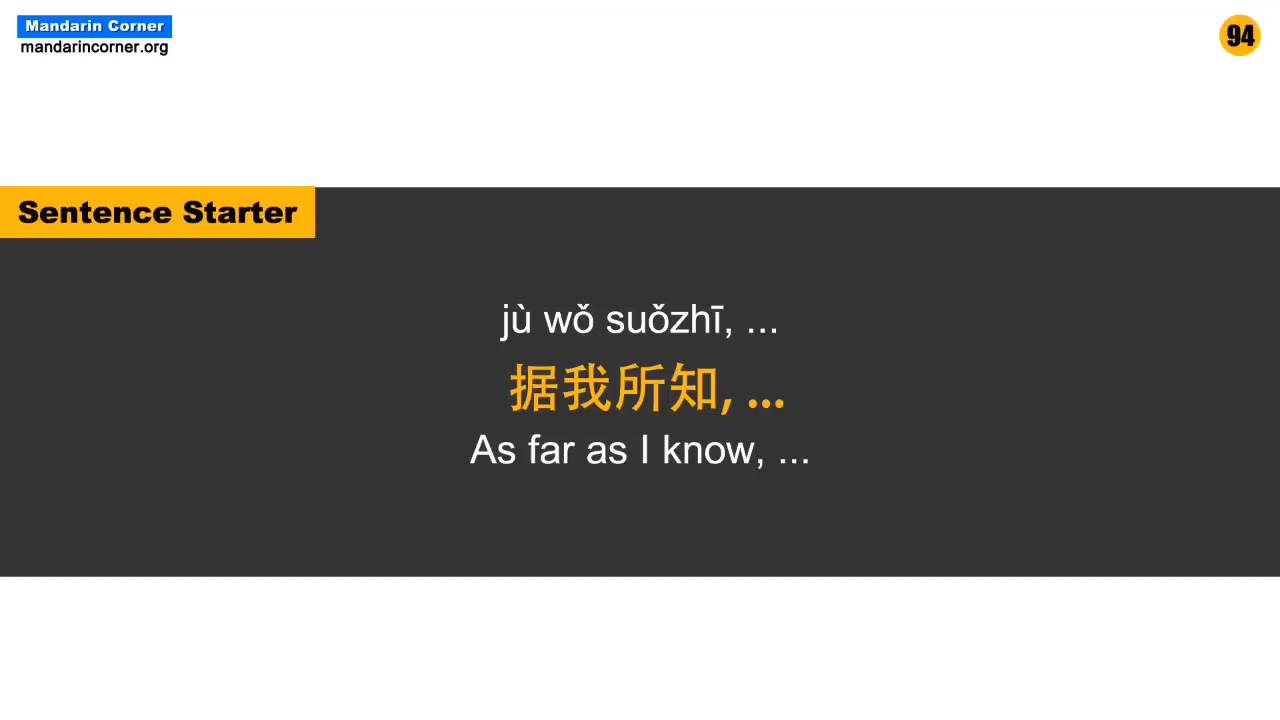 Mandarin Corner
mandarincorner.org
94
Sentence Starter
jù wǒ suǒzhī, ...
据我所知, ...
As far as I know, ...